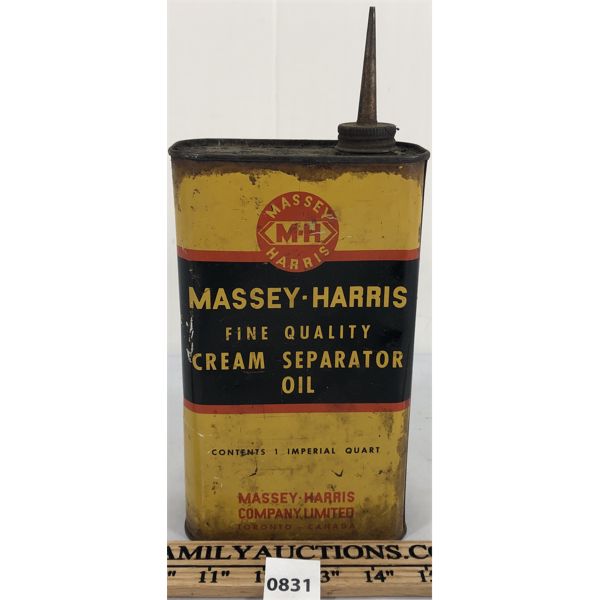 MASSEY
M-H
HARRIS
MASSEY-HARRIS
FINE QUALITY
CREAM SEPARATOR
OIL
CONTENTS 1 IMPERIAL QUART
MASSEY-HARRIS
COMPANY, LIMITED
TORONTO - CANADA
AMILYAUCTIONS.CO
11" 13" 14"
0831